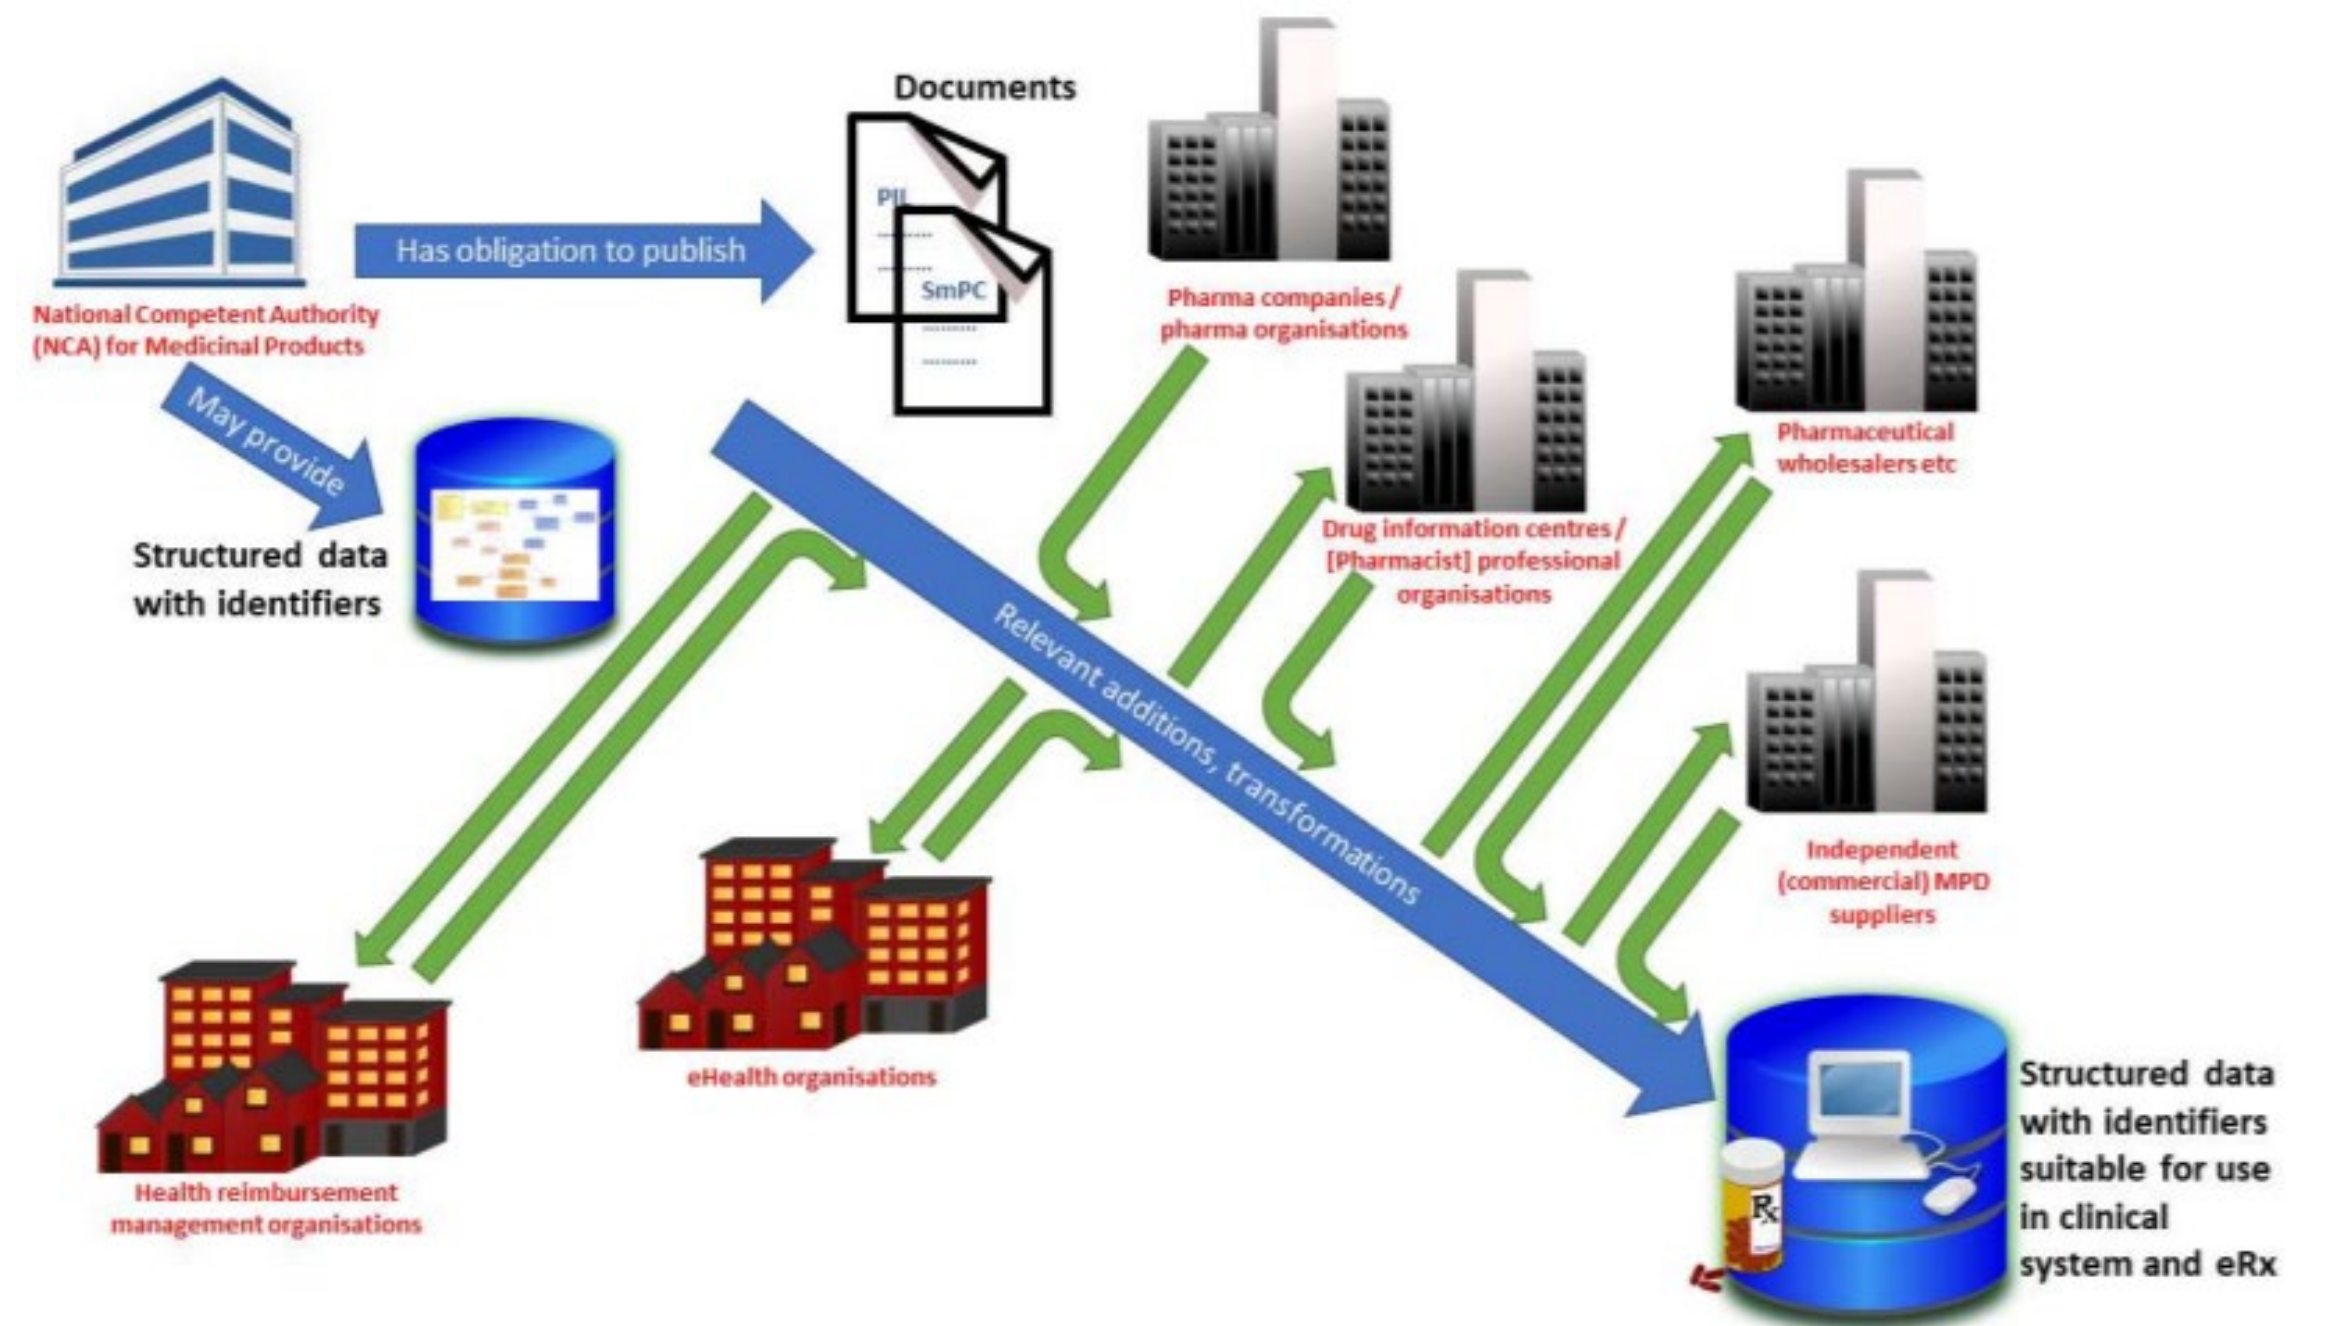 Documents
PIL
SmPC
Has obligation to publish
National Competent Authority
(NCA) for Medicinal Products
May provide
Structured data
with identifiers
Pharma companies /
pharma organisations
Drug information centres /
[Pharmacist] professional
organisations
Pharmaceutical
wholesalers etc
Independent
(commercial) MPD
suppliers
Relevant additions, transformations
eHealth organisations
Health reimbursement
management organisations
Structured data
with identifiers
suitable for use
in clinical
system and eRx
Rx